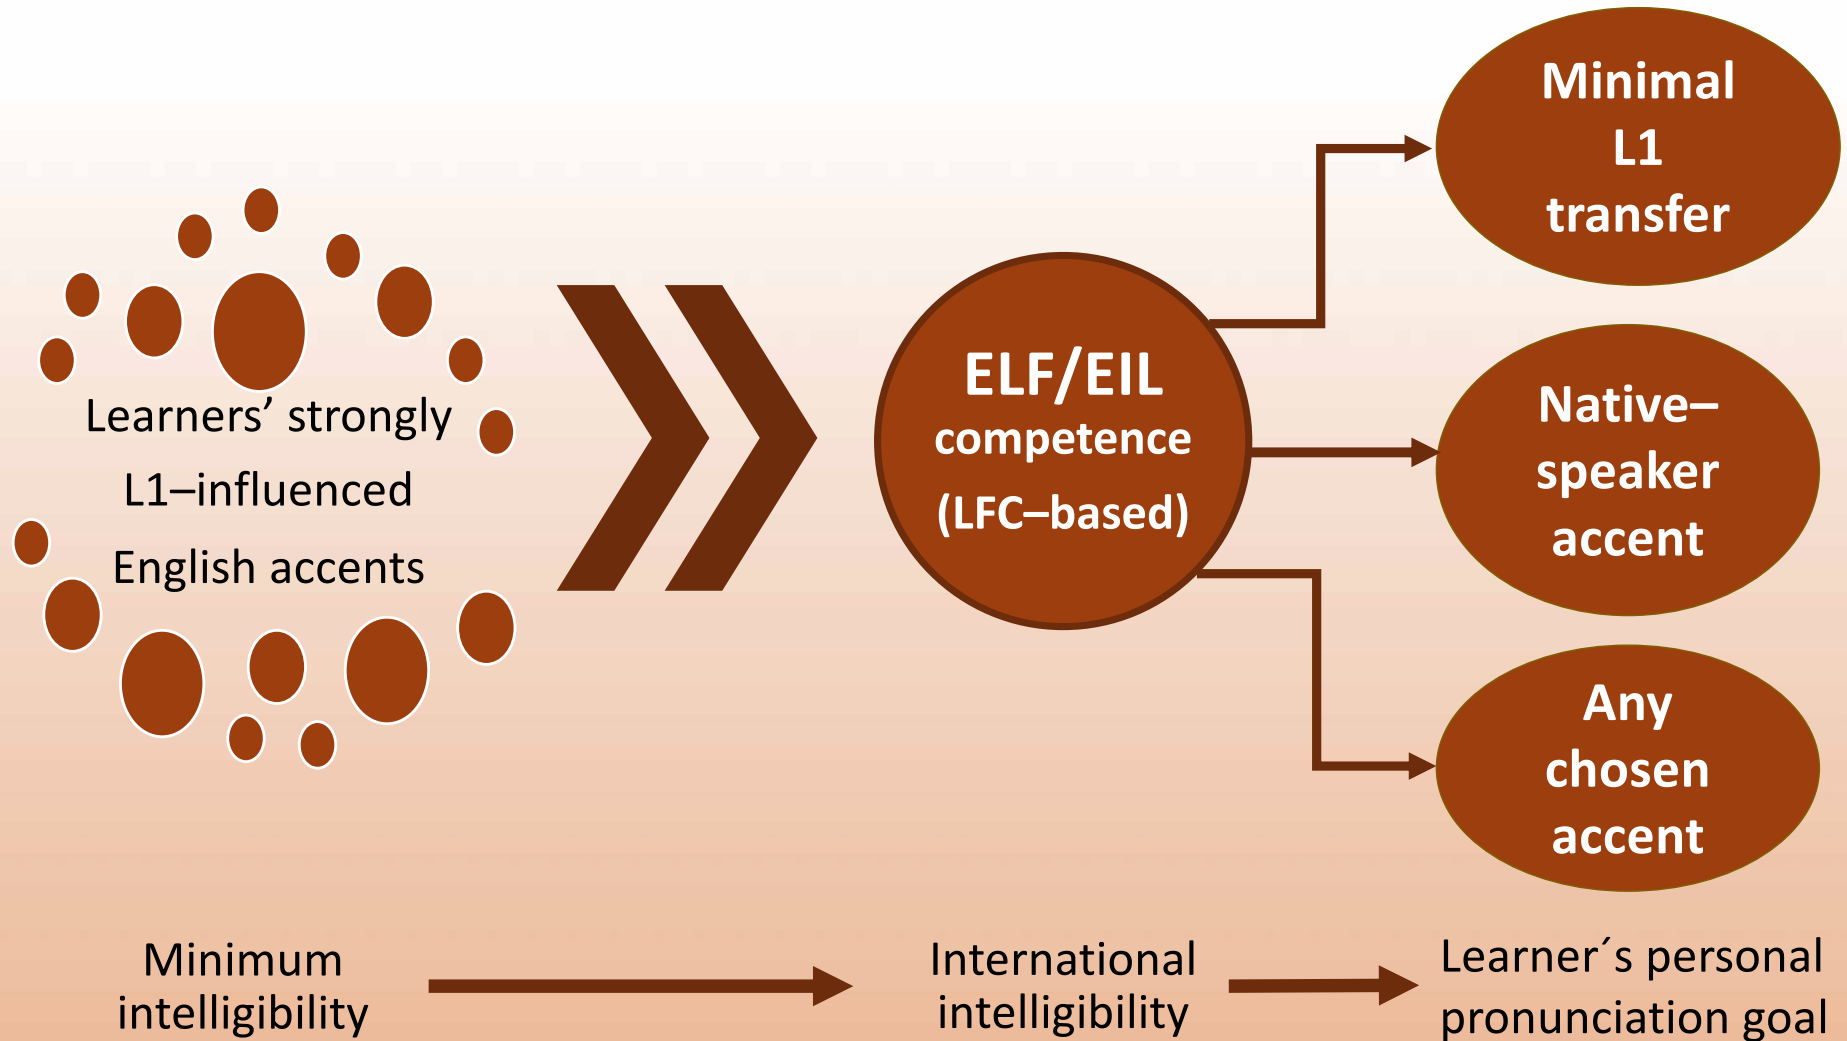 Learners’ strongly
L1–influenced
English accents
ELF/EIL
competence
(LFC–based)
Minimal
L1
transfer
Native–
speaker
accent
Any
chosen
accent
Minimum
intelligibility
International
intelligibility
Learner´s personal
pronunciation goal